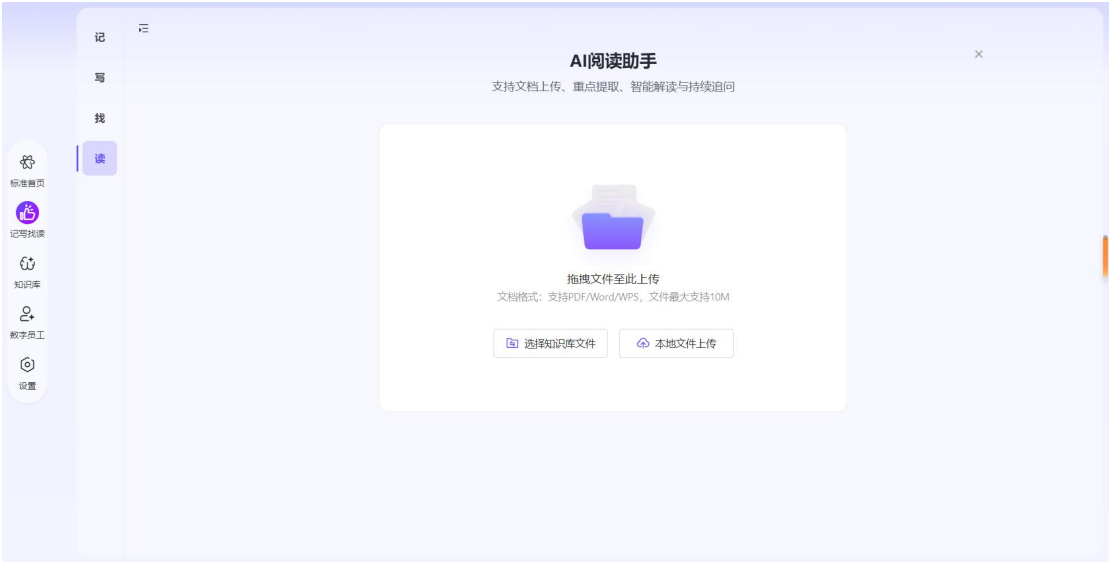 标准首页
记写找读
知识库
数字员工
设置
记
写
找
读
AI阅读助手
支持文档上传、重点提取、智能解读与持续追问
拖拽文件至此上传
文档格式：支持PDF/Word/WPS，文件最大支持10M
选择知识库文件
本地文件上传